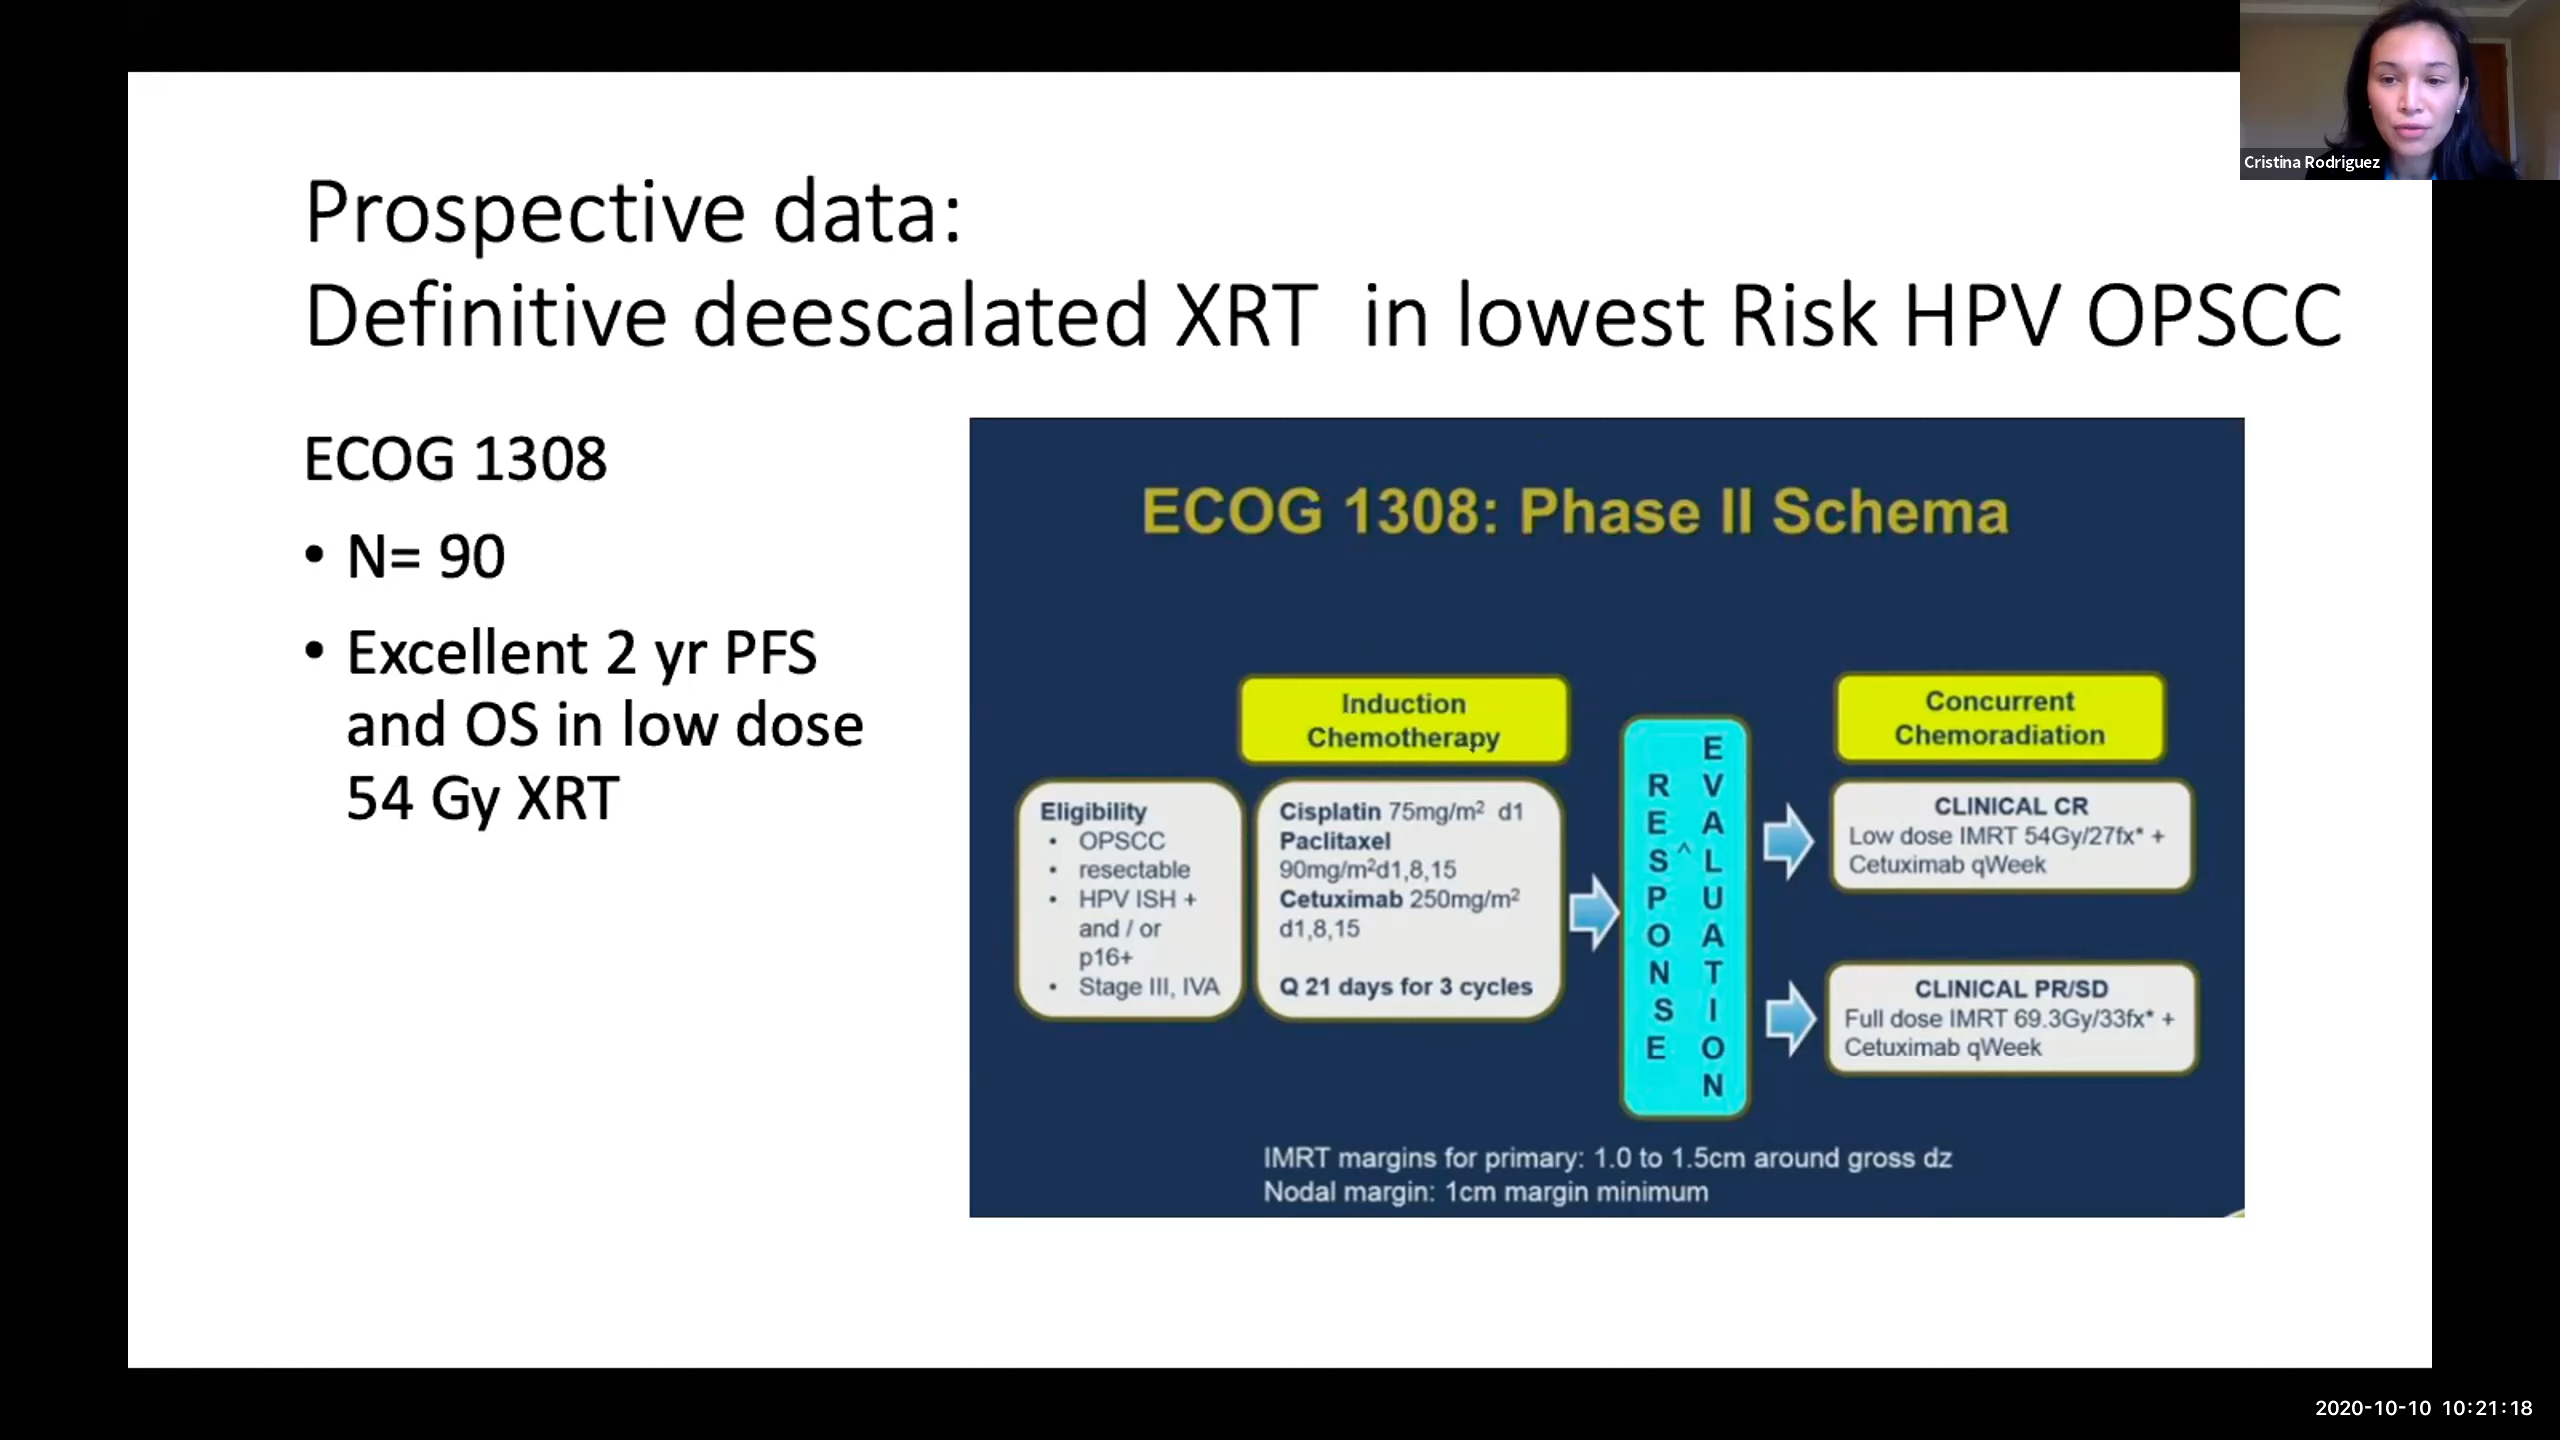 Cristina Rodriguez
Prospective data:
Definitive deescalated XRT in lowest Risk HPV OPSCC
ECOG 1308
• N= 90
• Excellent 2 yr PFS
and OS in low dose
54 Gy XRT
ECOG 1308: Phase II Schema
Induction
Chemotherapy
Concurrent
Chemoradiation
Eligibility
• OPSCC
• resectable
• HPV ISH +
and / or
p16+
• Stage III, IVA
Cisplatin 75mg/m² d1
Paclitaxel
90mg/m²d1,8,15
Cetuximab 250mg/m²
d1,8,15
Q 21 days for 3 cycles
RESPONSE^
EVALUATION
CLINICAL CR
Low dose IMRT 54Gy/27fx* +
Cetuximab qWeek
CLINICAL PR/SD
Full dose IMRT 69.3Gy/33fx* +
Cetuximab qWeek
IMRT margins for primary: 1.0 to 1.5cm around gross dz
Nodal margin: 1cm margin minimum
2020-10-10 10:21:18